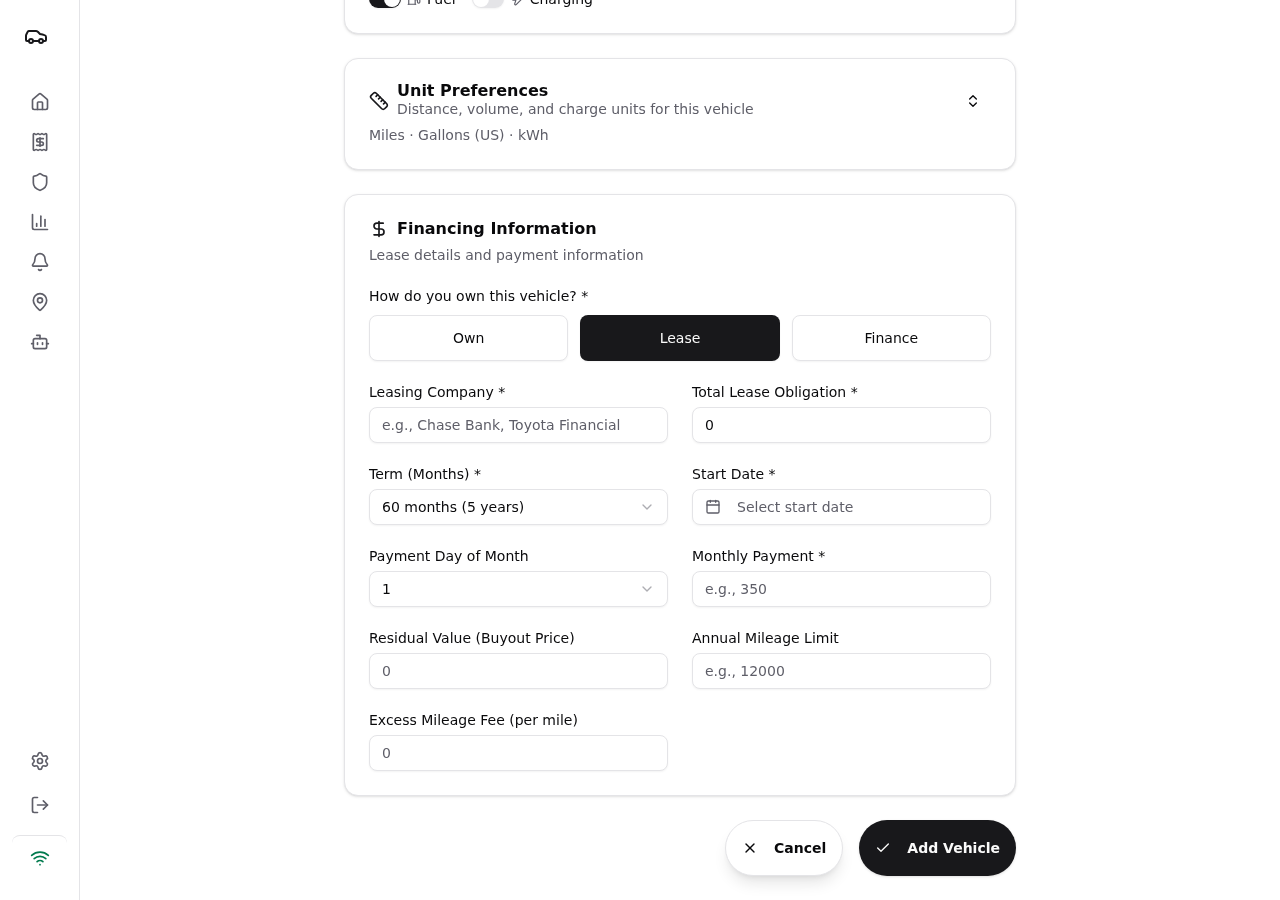 Fuel Charging
Unit Preferences
Distance, volume, and charge units for this vehicle
Miles · Gallons (US) · kWh
Financing Information
Lease details and payment information
How do you own this vehicle? *
Own Lease Finance
Leasing Company * Total Lease Obligation *
e.g., Chase Bank, Toyota Financial 0
Term (Months) * Start Date *
60 months (5 years) Select start date
Payment Day of Month Monthly Payment *
1 e.g., 350
Residual Value (Buyout Price) Annual Mileage Limit
0 e.g., 12000
Excess Mileage Fee (per mile)
0
Cancel Add Vehicle